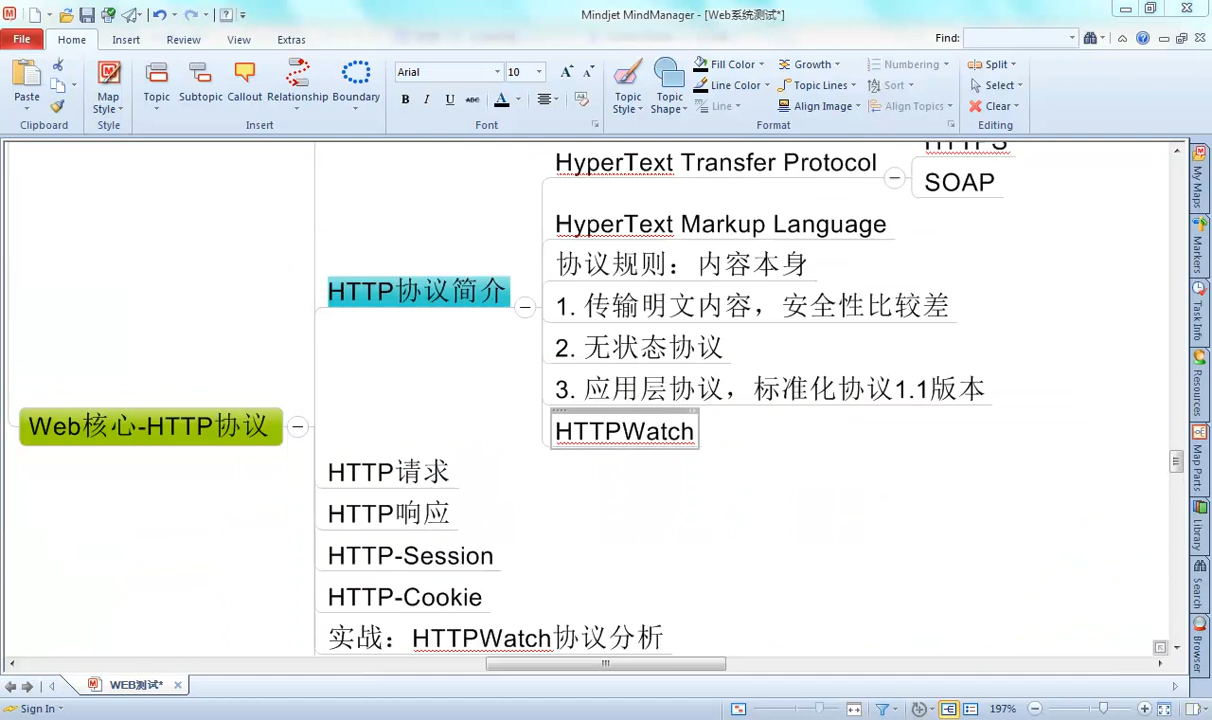 Mindjet MindManager - [Web系统测试*]
File Home Insert Review View Extras Find:
Paste Map Style Topic Subtopic Callout Relationship Boundary
Arial 10
B I U abc A
Topic Style Topic Shape
Fill Color Growth Numbering Split
Line Color Topic Lines Sort Select
Line Align Image Align Topics Clear
Clipboard Style Insert Font Format Editing
HTTPS
HyperText Transfer Protocol
SOAP
HyperText Markup Language
协议规则：内容本身
HTTP协议简介
1. 传输明文内容，安全性比较差
2. 无状态协议
3. 应用层协议，标准化协议1.1版本
HTTPWatch
Web核心-HTTP协议
HTTP请求
HTTP响应
HTTP-Session
HTTP-Cookie
实战：HTTPWatch协议分析
My Maps
Markers
Task Info
Resources
Map Parts
Library
Search
Browser
WEB测试*
Sign In
197%